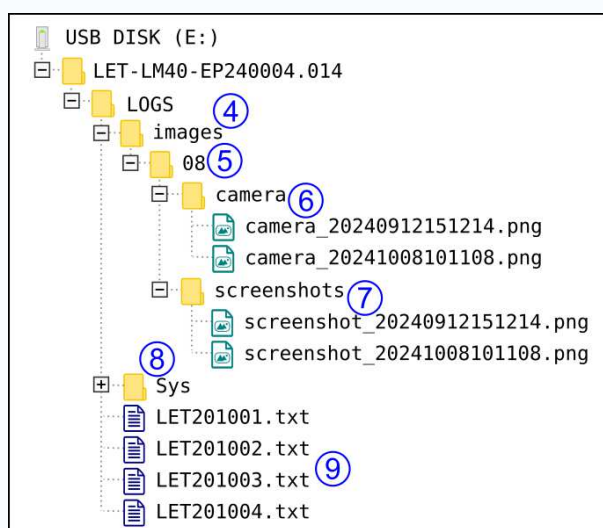 USB DISK (E:)
LET-LM40-EP240004.014
LOGS
④
images
08 ⑤
camera ⑥
camera_20240912151214.png
camera_20241008101108.png
screenshots ⑦
screenshot_20240912151214.png
screenshot_20241008101108.png
⑧
Sys
LET201001.txt
LET201002.txt
LET201003.txt ⑨
LET201004.txt